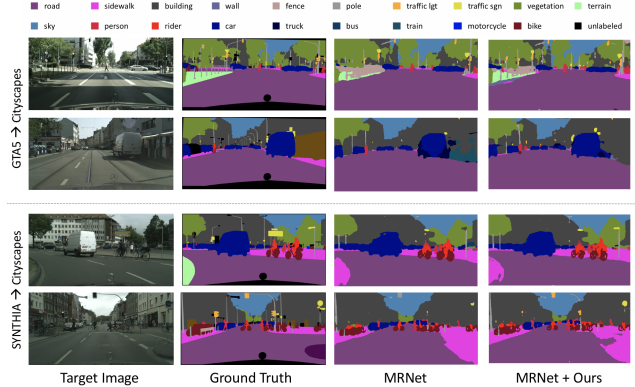 road sidewalk building wall fence pole traffic lgt traffic sgn vegetation terrain
sky person rider car truck bus train motorcycle bike unlabeled
GTA5 → Cityscapes
SYNTHIA → Cityscapes
Target Image Ground Truth MRNet MRNet + Ours